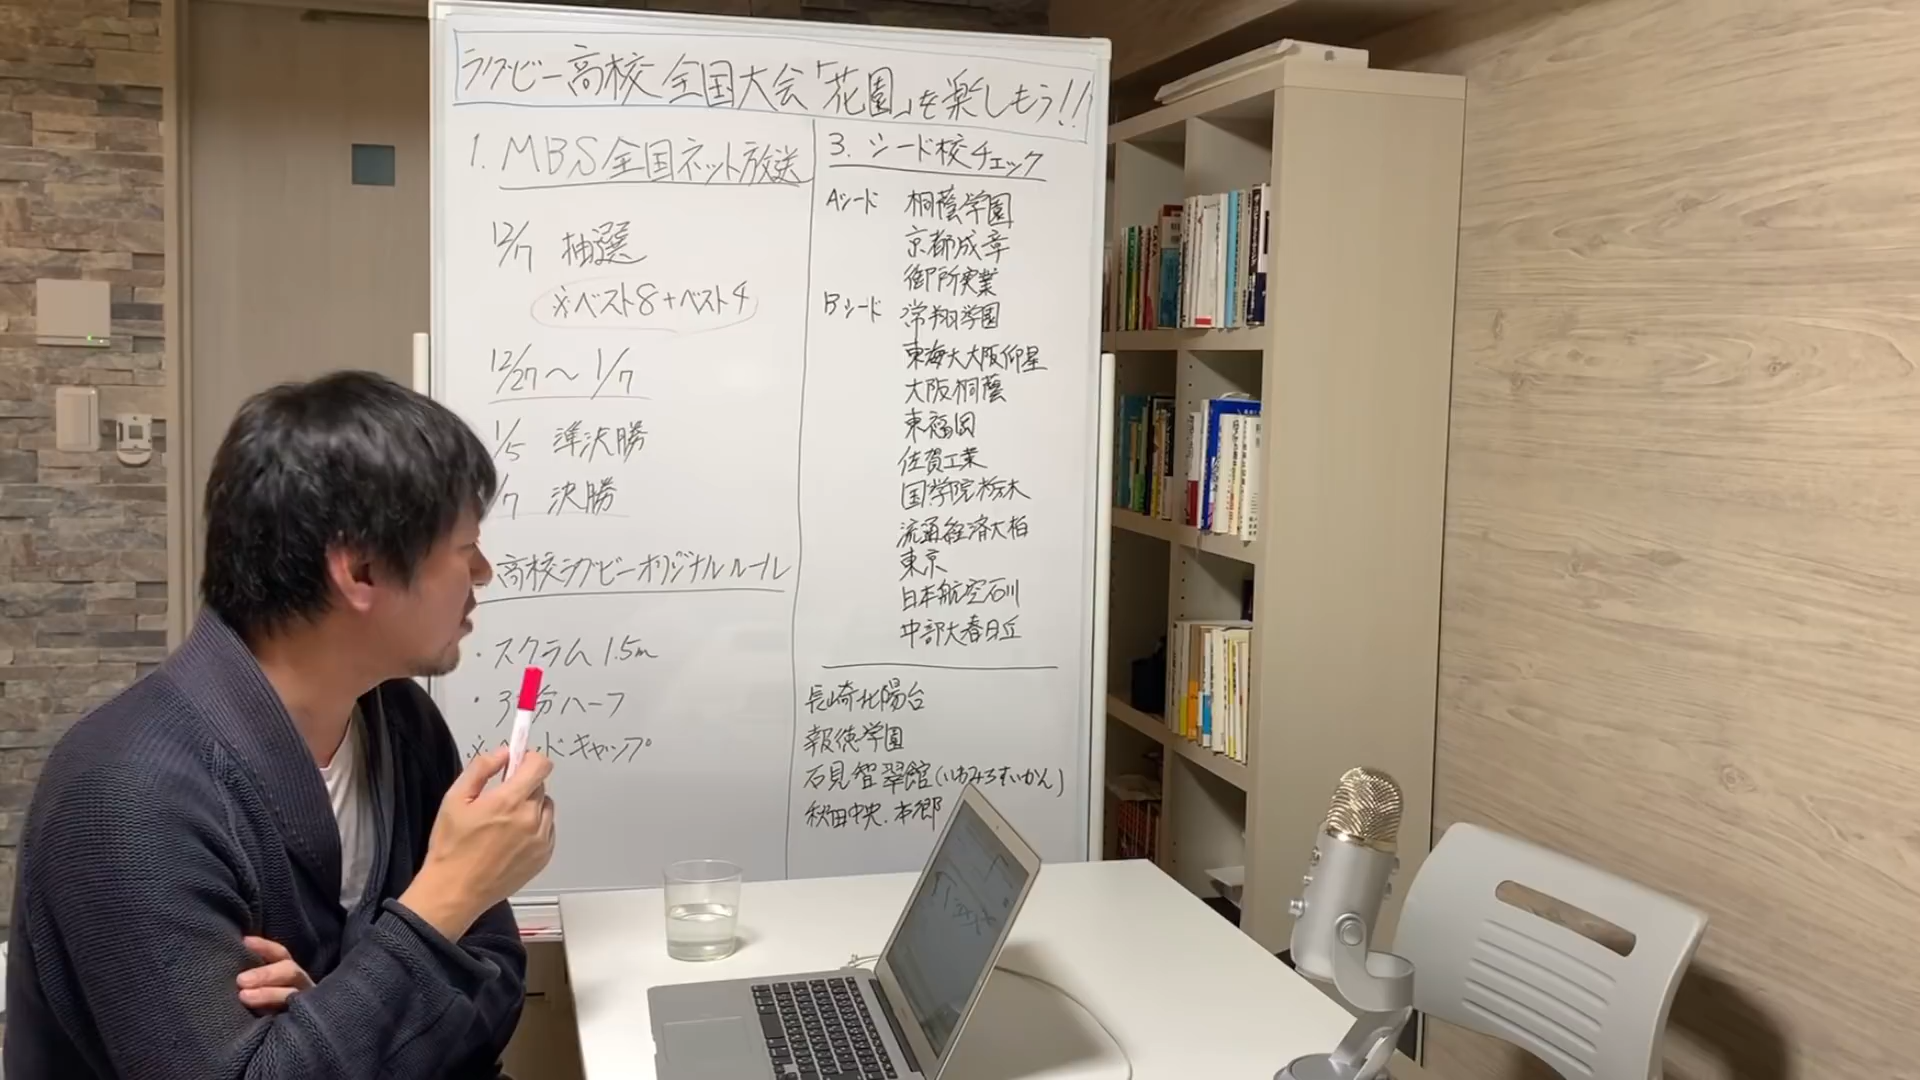 ラグビー高校全国大会「花園」を楽しもう!!
1. MBS全国ネット放送
12/7 抽選
※ベスト8+ベスト4
12/27〜1/7
1/5 準決勝
/7 決勝
高校ラグビーオリジナルルール
・スクラム1.5m
・3 分ハーフ
※ ドキャップ
3. シード校チェック
Aシード 桐蔭学園
京都成章
御所実業
Bシード 常翔学園
東海大大阪仰星
大阪桐蔭
東福岡
佐賀工業
国学院栃木
流通経済大柏
東京
日本航空石川
中部大春日丘
長崎北陽台
報徳学園
石見智翠館(いわみちすいかん)
秋田中央. 本郷